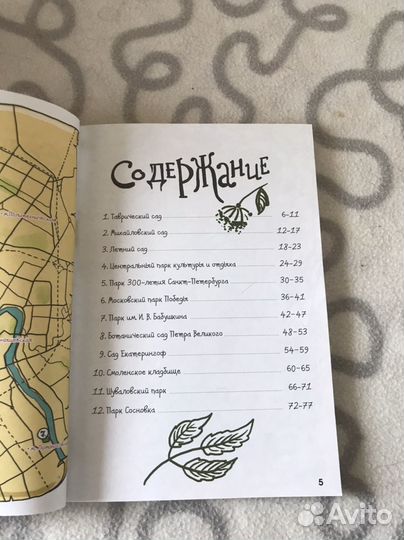 Содержание
1. Таврический сад 6-11
2. Михайловский сад 12-17
3. Летний сад 18-23
4. Центральный парк культуры и отдыха 24-29
5. Парк 300-летия Санкт-Петербурга 30-35
6. Московский парк Победы 36-41
7. Парк им. И. В. Бабушкина 42-47
8. Ботанический сад Петра Великого 48-53
9. Сад Екатерингоф 54-59
10. Смоленское кладбище 60-65
11. Шуваловский парк 66-71
12. Парк Сосновка 72-77
5
7
Avito